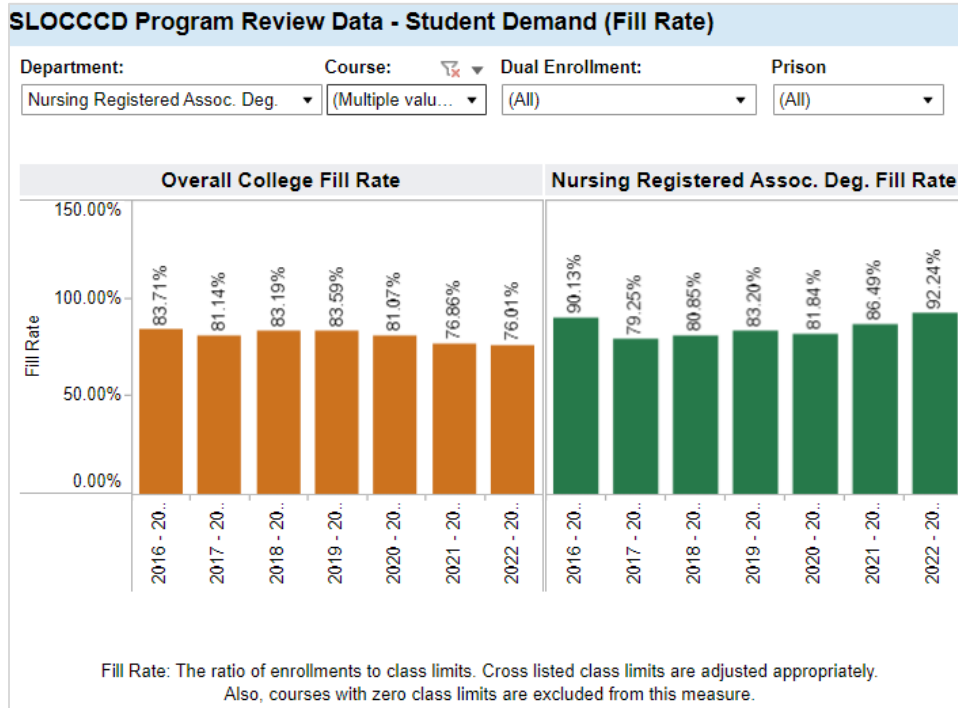 SLOCCCD Program Review Data - Student Demand (Fill Rate)
Department: Course: Dual Enrollment: Prison
Nursing Registered Assoc. Deg. (Multiple valu... (All) (All)
Overall College Fill Rate Nursing Registered Assoc. Deg. Fill Rate
150.00%
100.00%
50.00%
0.00%
Fill Rate
83.71%
81.14%
83.19%
83.59%
81.07%
76.86%
76.01%
90.13%
79.25%
80.85%
83.20%
81.84%
86.49%
92.24%
2016 - 20..
2017 - 20..
2018 - 20..
2019 - 20..
2020 - 20..
2021 - 20..
2022 - 20..
2016 - 20..
2017 - 20..
2018 - 20..
2019 - 20..
2020 - 20..
2021 - 20..
2022 - 20..
Fill Rate: The ratio of enrollments to class limits. Cross listed class limits are adjusted appropriately.
Also, courses with zero class limits are excluded from this measure.